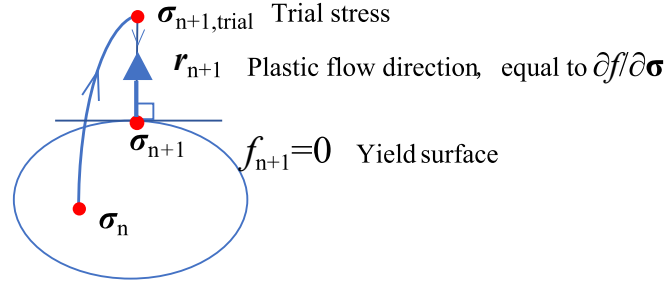 σn+1,trial Trial stress
rn+1 Plastic flow direction, equal to ∂f/∂σ
σn+1
fn+1=0 Yield surface
σn